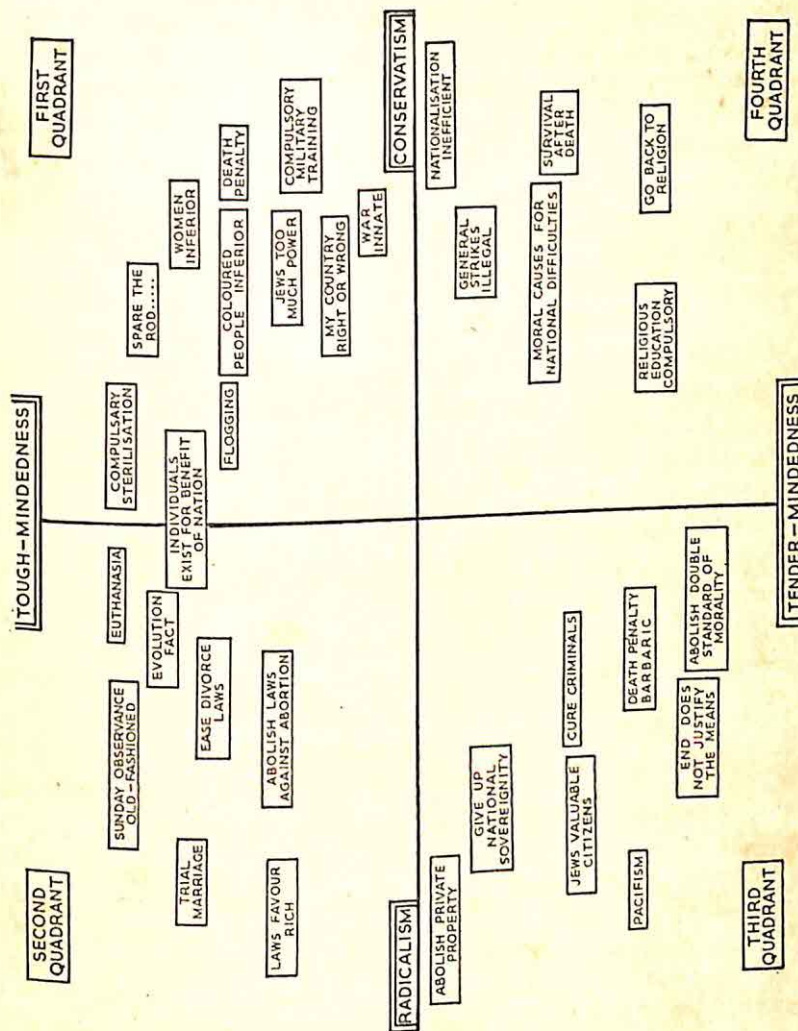 FIRST
QUADRANT
SECOND
QUADRANT
THIRD
QUADRANT
FOURTH
QUADRANT
TOUGH-MINDEDNESS
TENDER-MINDEDNESS
RADICALISM
CONSERVATISM
SUNDAY OBSERVANCE
OLD-FASHIONED
EUTHANASIA
TRIAL
MARRIAGE
EVOLUTION
FACT
EASE DIVORCE
LAWS
LAWS FAVOUR
RICH
ABOLISH LAWS
AGAINST ABORTION
COMPULSARY
STERILISATION
SPARE THE
ROD......
INDIVIDUALS
EXIST FOR BENEFIT
OF NATION
WOMEN
INFERIOR
FLOGGING
COLOURED
PEOPLE INFERIOR
DEATH
PENALTY
JEWS TOO
MUCH POWER
COMPULSORY
MILITARY
TRAINING
MY COUNTRY
RIGHT OR WRONG
WAR
INNATE
ABOLISH PRIVATE
PROPERTY
GIVE UP
NATIONAL
SOVEREIGNITY
JEWS VALUABLE
CITIZENS
CURE CRIMINALS
PACIFISM
DEATH PENALTY
BARBARIC
END DOES
NOT JUSTIFY
THE MEANS
ABOLISH DOUBLE
STANDARD OF
MORALITY
NATIONALISATION
INEFFICIENT
GENERAL
STRIKES
ILLEGAL
MORAL CAUSES FOR
NATIONAL DIFFICULTIES
SURVIVAL
AFTER
DEATH
RELIGIOUS
EDUCATION
COMPULSORY
GO BACK TO
RELIGION